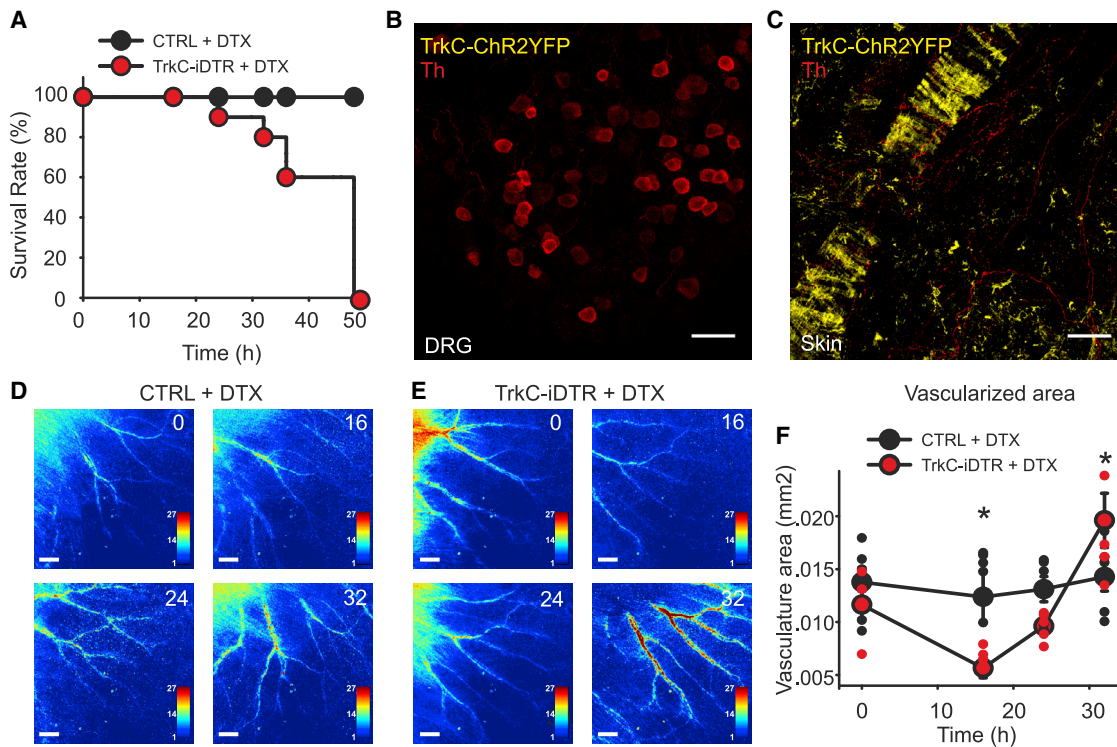 A
CTRL + DTX
TrkC-iDTR + DTX
Survival Rate (%)
100
80
60
40
20
0
0 10 20 30 40 50
Time (h)
B
TrkC-ChR2YFP
Th
DRG
C
TrkC-ChR2YFP
Th
Skin
D
CTRL + DTX
0
27
14
1
16
27
14
1
24
27
14
1
32
27
14
1
E
TrkC-iDTR + DTX
0
27
14
1
16
27
14
1
24
27
14
1
32
27
14
1
Vascularized area
F
CTRL + DTX
TrkC-iDTR + DTX
*
*
Vasculature area (mm2)
.020
.015
.010
.005
0 10 20 30
Time (h)